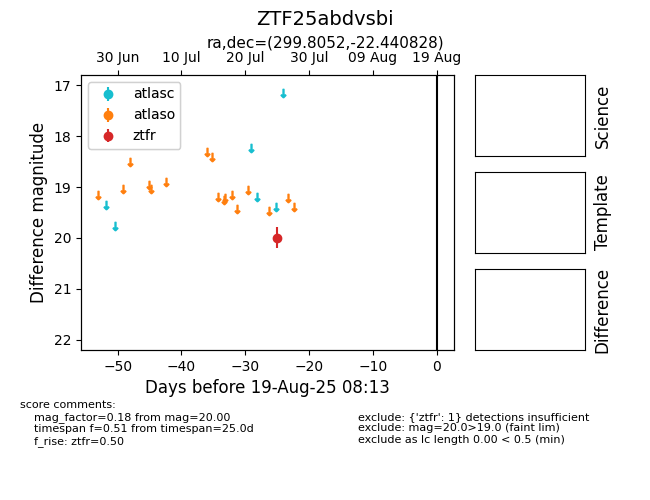 ZTF25abdvsbi
ra,dec=(299.8052,-22.440828)
30 Jun 10 Jul 20 Jul 30 Jul 09 Aug 19 Aug
atlasc
atlaso
ztfr
17
18
19
20
21
22
Difference magnitude
−50 −40 −30 −20 −10 0
Days before 19-Aug-25 08:13
Science
Template
Difference
score comments:
mag_factor=0.18 from mag=20.00
timespan f=0.51 from timespan=25.0d
f_rise: ztfr=0.50
exclude: {'ztfr': 1} detections insufficient
exclude: mag=20.0>19.0 (faint lim)
exclude as lc length 0.00 < 0.5 (min)